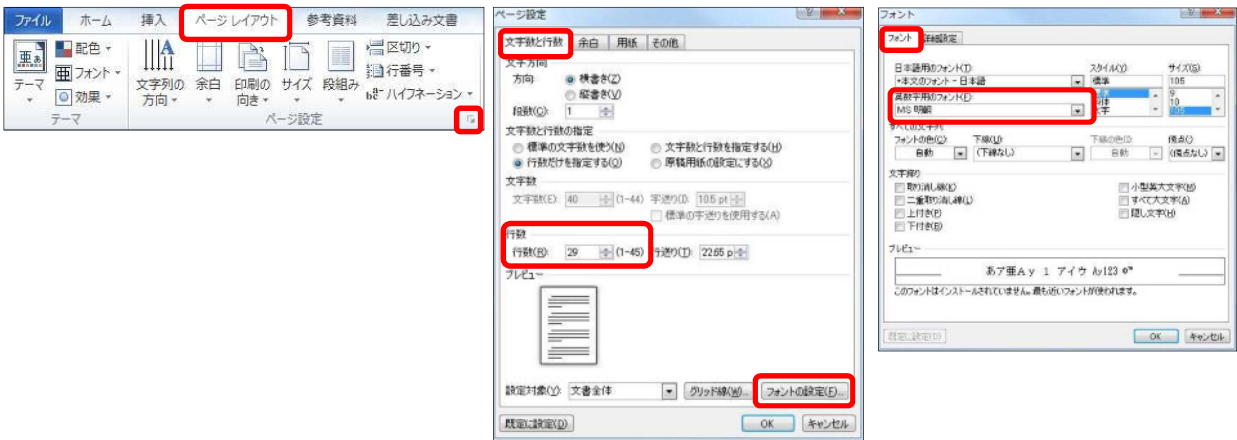 ファイル ホーム 挿入 ページ レイアウト 参考資料 差し込み文書
亜あ テーマ
配色
亜 フォント
効果
文字列の方向
余白
印刷の向き
サイズ
段組み
区切り
行番号
ハイフネーション
テーマ ページ設定
ページ設定
文字数と行数 余白 用紙 その他
文字方向
方向: 横書き(Z)
縦書き(V)
段数(C): 1
文字数と行数の指定
標準の文字数を使う(N) 文字数と行数を指定する(H)
行数だけを指定する(O) 原稿用紙の設定にする(X)
文字数
文字数(E): 40 (1-44) 字送り(I): 10.5 pt
標準の字送りを使用する(A)
行数
行数(R): 29 (1-45) 行送り(T): 22.65 p
プレビュー
設定対象(Y): 文書全体 グリッド線(W)... フォントの設定(F)...
既定に設定(D) OK キャンセル
フォント
フォント 詳細設定
日本語用のフォント(T): スタイル(Y): サイズ(S):
+本文のフォント - 日本語 標準 10.5
英数字用のフォント(F):
MS 明朝
太字
9
10
10.5
すべての文字列
フォントの色(C): 下線(U): 下線の色(I): 傍点(:)
自動 (下線なし) 自動 (傍点なし)
文字飾り
取り消し線(K) 小型英大文字(M)
二重取り消し線(L) すべて大文字(A)
上付き(P) 隠し文字(H)
下付き(B)
プレビュー
あア亜Ay 1 アイウ Ay123
このフォントはインストールされていません。最も近いフォントが使われます。
既定に設定(D) OK キャンセル